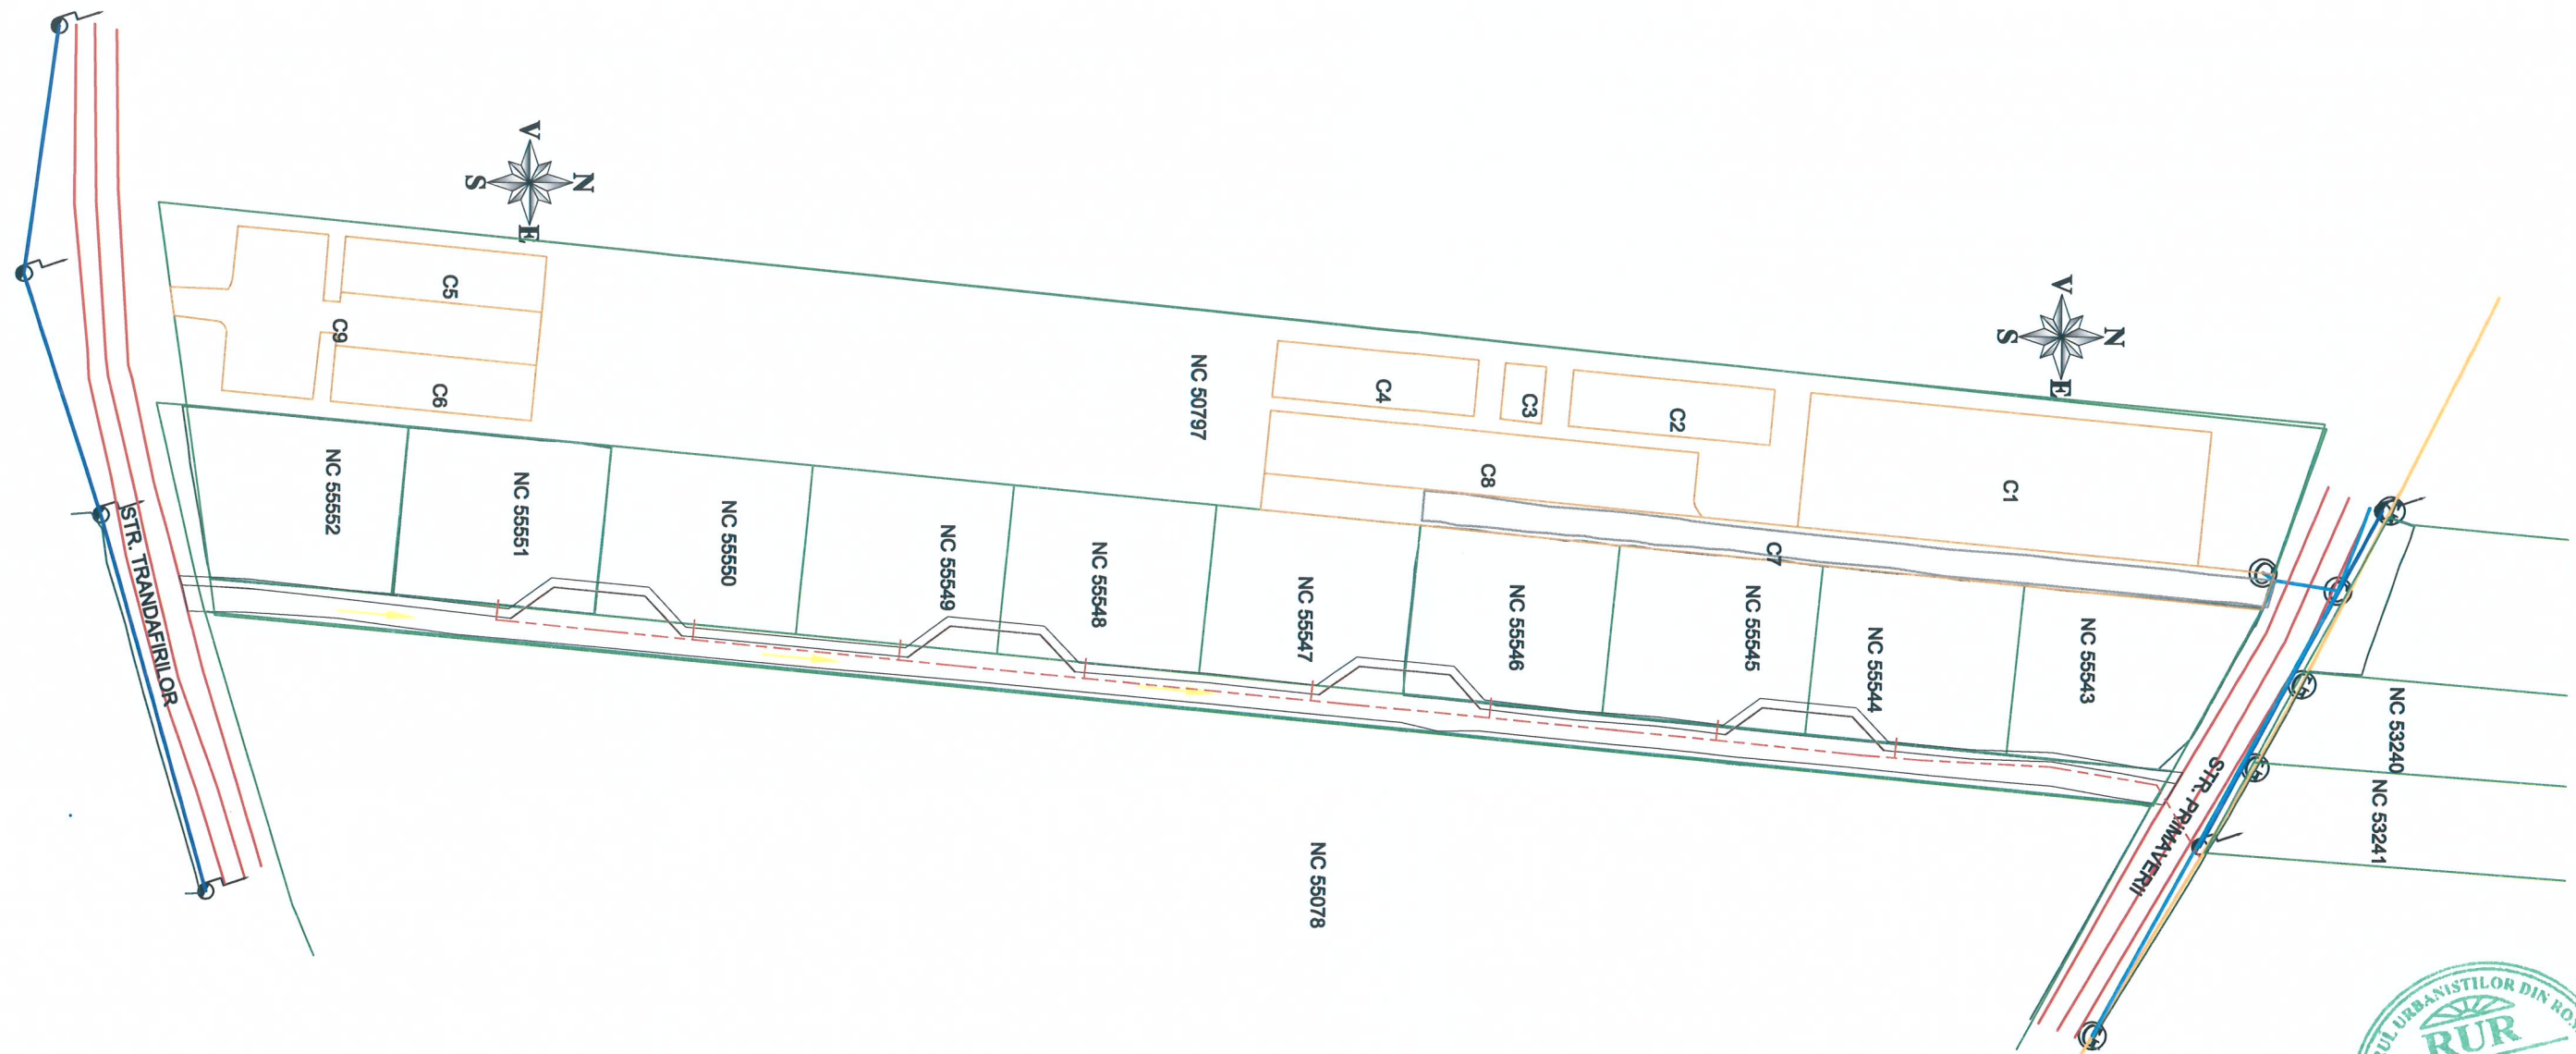 V
N
S
E
V
N
S
E
C5
C9
C6
NC 50797
C4
C3
C2
C1
C8
C7
NC 55552
NC 55551
NC 55550
NC 55549
NC 55548
NC 55547
NC 55546
NC 55545
NC 55544
NC 55543
STR. TRANDAFIRILOR
STR. PRIMAVERII
NC 53240
NC 53241
NC 55078
URBANISTILOR DIN
RUR